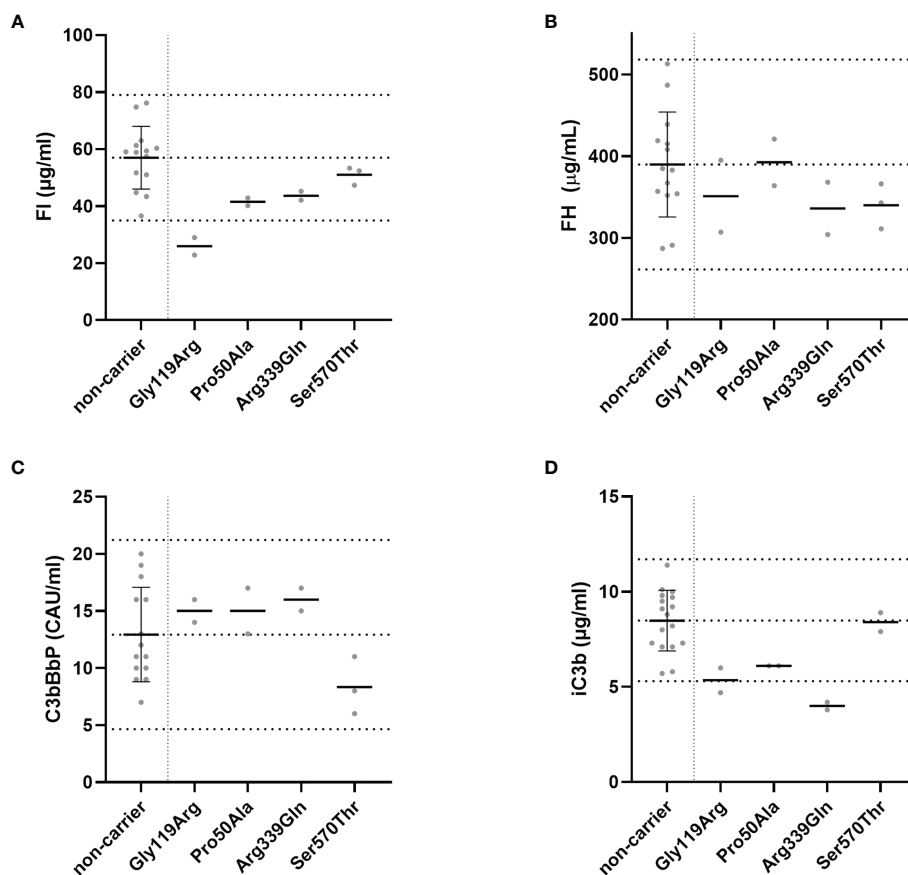 A
FI (µg/ml)
100
80
60
40
20
0
non-carrier
Gly119Arg
Pro50Ala
Arg339Gln
Ser570Thr
B
FH (µg/mL)
500
400
300
200
non-carrier
Gly119Arg
Pro50Ala
Arg339Gln
Ser570Thr
C
C3bBbP (CAU/ml)
25
20
15
10
5
0
non-carrier
Gly119Arg
Pro50Ala
Arg339Gln
Ser570Thr
D
iC3b (µg/ml)
15
10
5
0
non-carrier
Gly119Arg
Pro50Ala
Arg339Gln
Ser570Thr